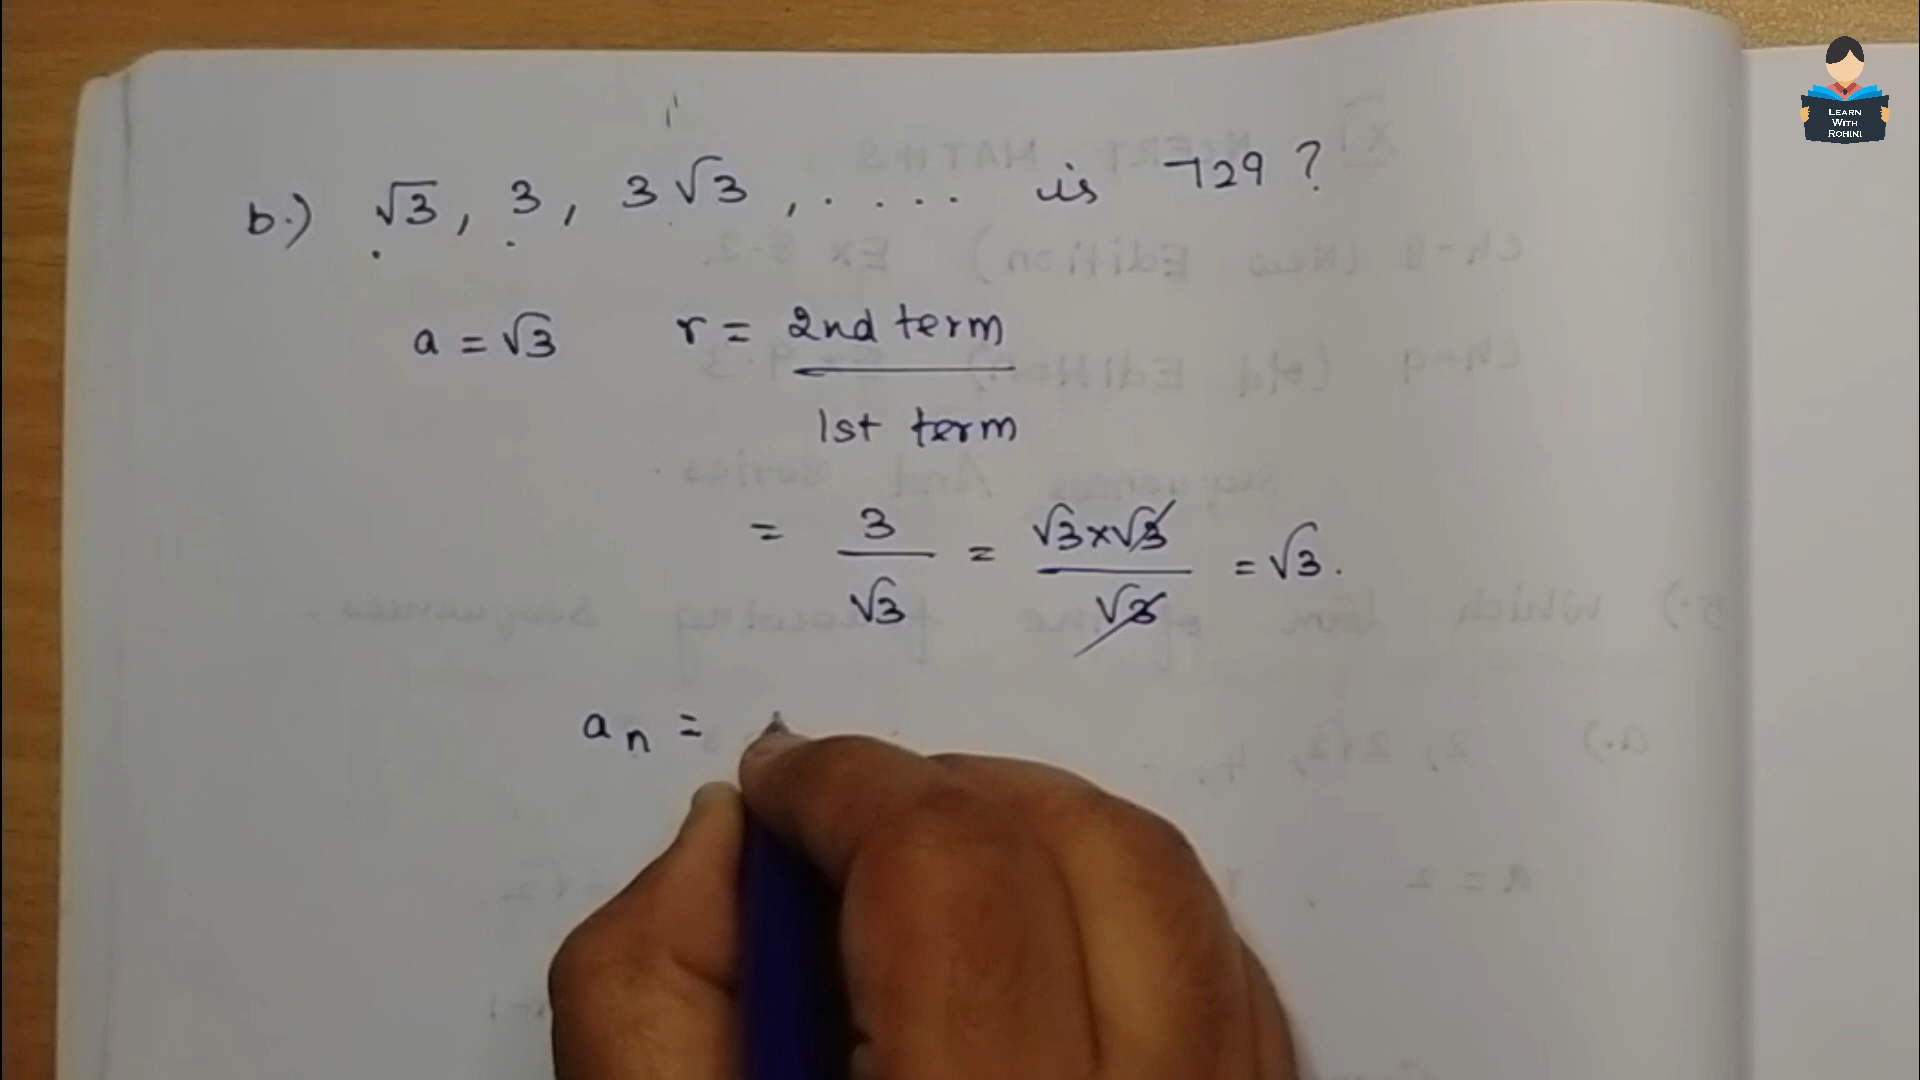 LEARN
WITH
ROHINI
b.) √3, 3, 3√3, ..... is 729?
a = √3 r = 2nd term
1st term
= 3/√3 = √3×√3/√3 = √3.
aₙ =